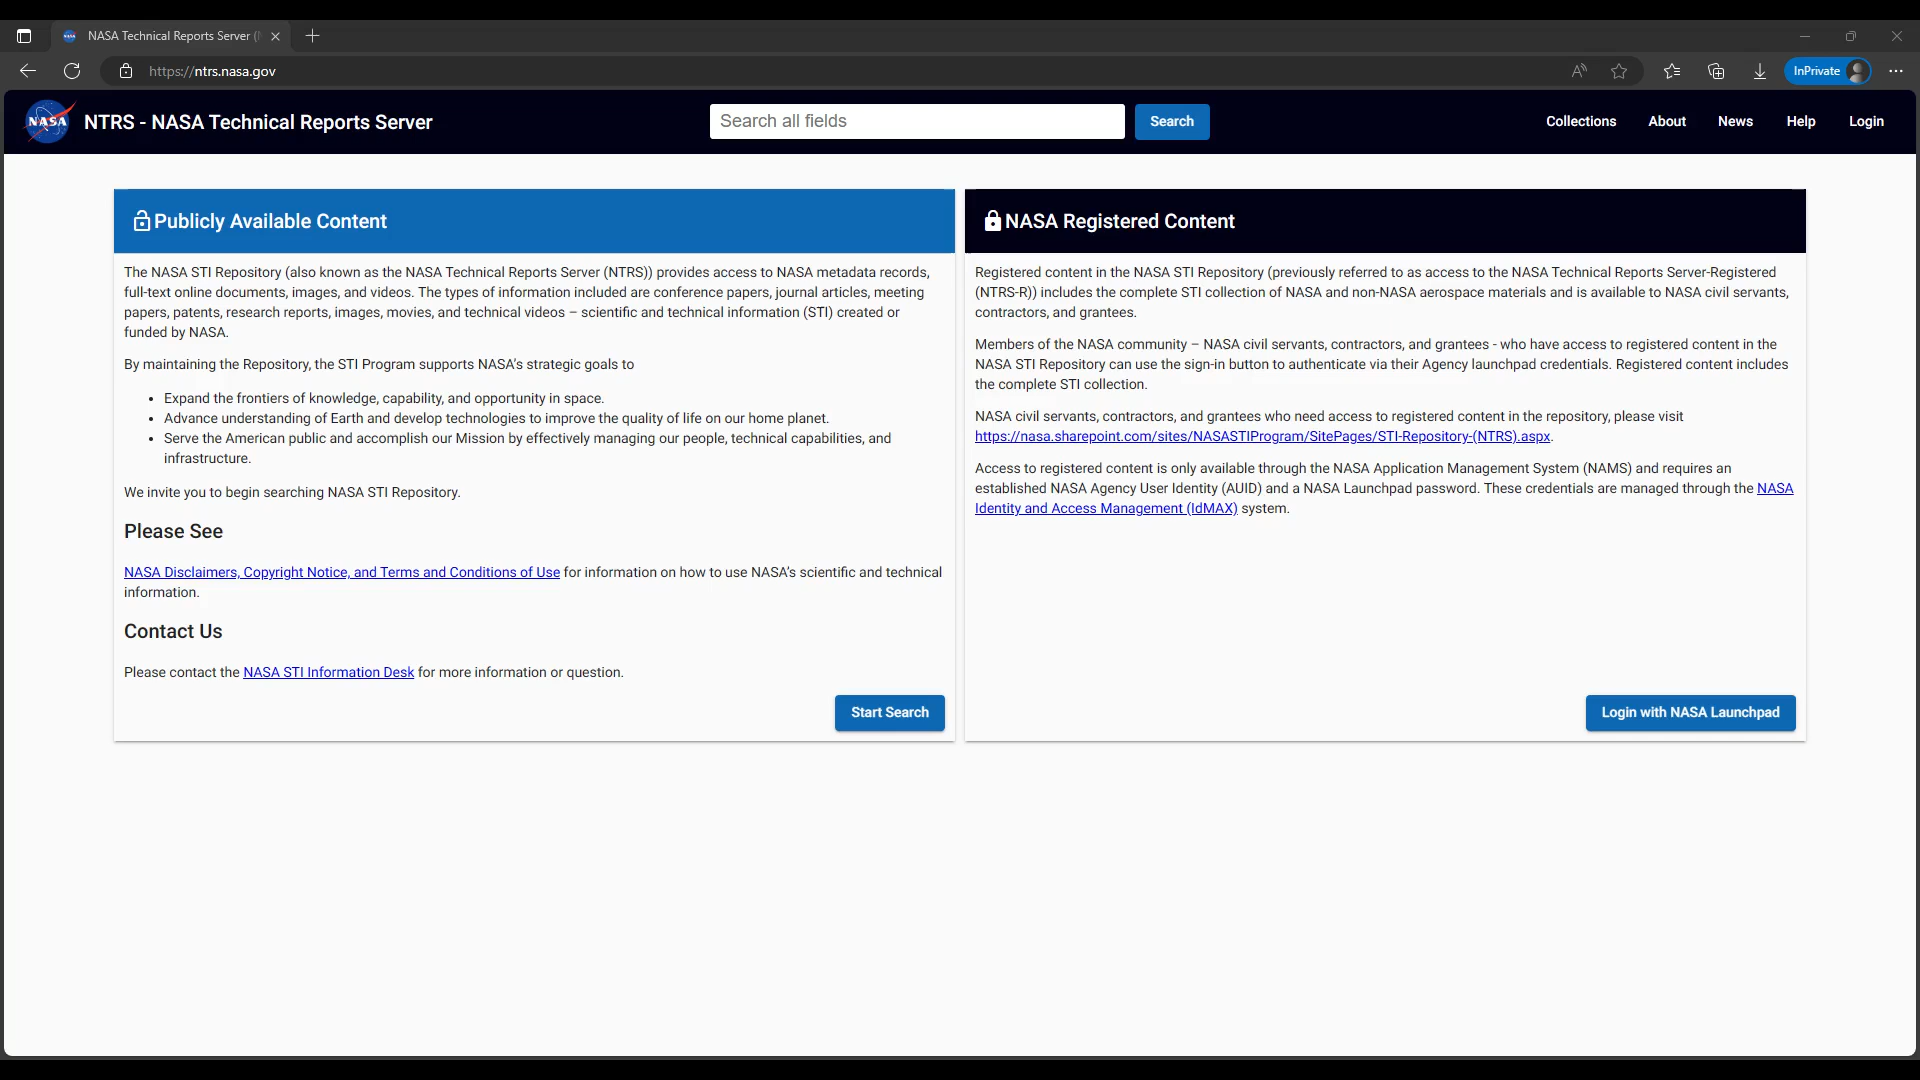 NASA Technical Reports Server (
https://ntrs.nasa.gov
InPrivate
NASA
NTRS - NASA Technical Reports Server
Search all fields
Search
Collections
About
News
Help
Login
Publicly Available Content
The NASA STI Repository (also known as the NASA Technical Reports Server (NTRS)) provides access to NASA metadata records,
full-text online documents, images, and videos. The types of information included are conference papers, journal articles, meeting
papers, patents, research reports, images, movies, and technical videos – scientific and technical information (STI) created or
funded by NASA.
By maintaining the Repository, the STI Program supports NASA's strategic goals to
• Expand the frontiers of knowledge, capability, and opportunity in space.
• Advance understanding of Earth and develop technologies to improve the quality of life on our home planet.
• Serve the American public and accomplish our Mission by effectively managing our people, technical capabilities, and
infrastructure.
We invite you to begin searching NASA STI Repository.
Please See
NASA Disclaimers, Copyright Notice, and Terms and Conditions of Use for information on how to use NASA's scientific and technical
information.
Contact Us
Please contact the NASA STI Information Desk for more information or question.
Start Search
NASA Registered Content
Registered content in the NASA STI Repository (previously referred to as access to the NASA Technical Reports Server-Registered
(NTRS-R)) includes the complete STI collection of NASA and non-NASA aerospace materials and is available to NASA civil servants,
contractors, and grantees.
Members of the NASA community – NASA civil servants, contractors, and grantees - who have access to registered content in the
NASA STI Repository can use the sign-in button to authenticate via their Agency launchpad credentials. Registered content includes
the complete STI collection.
NASA civil servants, contractors, and grantees who need access to registered content in the repository, please visit
https://nasa.sharepoint.com/sites/NASASTIProgram/SitePages/STI-Repository-(NTRS).aspx.
Access to registered content is only available through the NASA Application Management System (NAMS) and requires an
established NASA Agency User Identity (AUID) and a NASA Launchpad password. These credentials are managed through the NASA
Identity and Access Management (IdMAX) system.
Login with NASA Launchpad